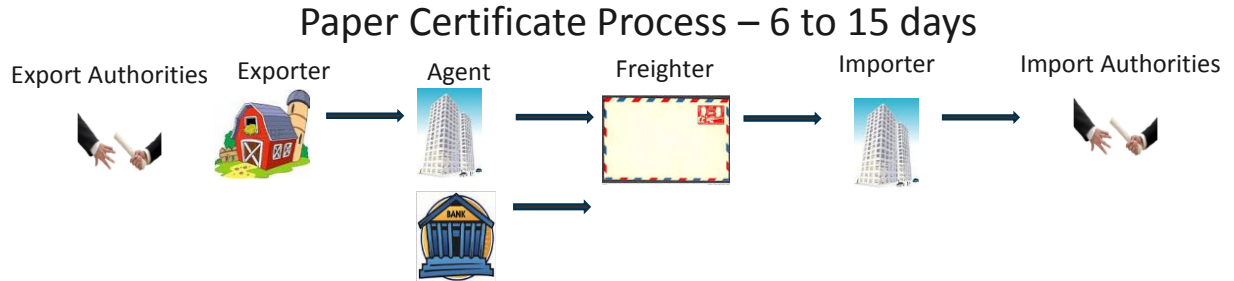 Paper Certificate Process – 6 to 15 days
Export Authorities
Exporter
Agent
Freighter
Importer
Import Authorities
BANK